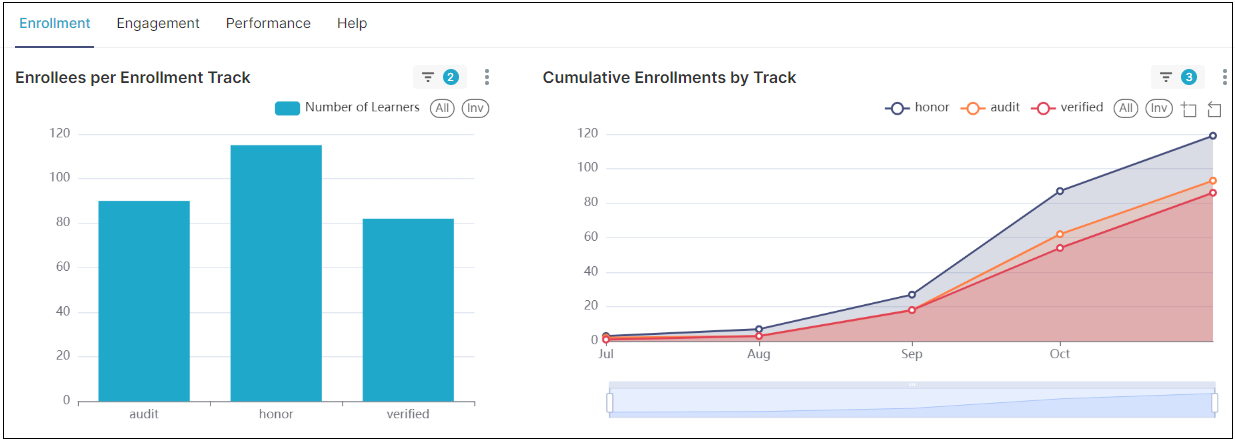 Enrollment Engagement Performance Help
Enrollees per Enrollment Track 2
Number of Learners All Inv
120
100
80
60
40
20
0
audit honor verified
Cumulative Enrollments by Track 3
honor audit verified All Inv
120
100
80
60
40
20
0
Jul Aug Sep Oct